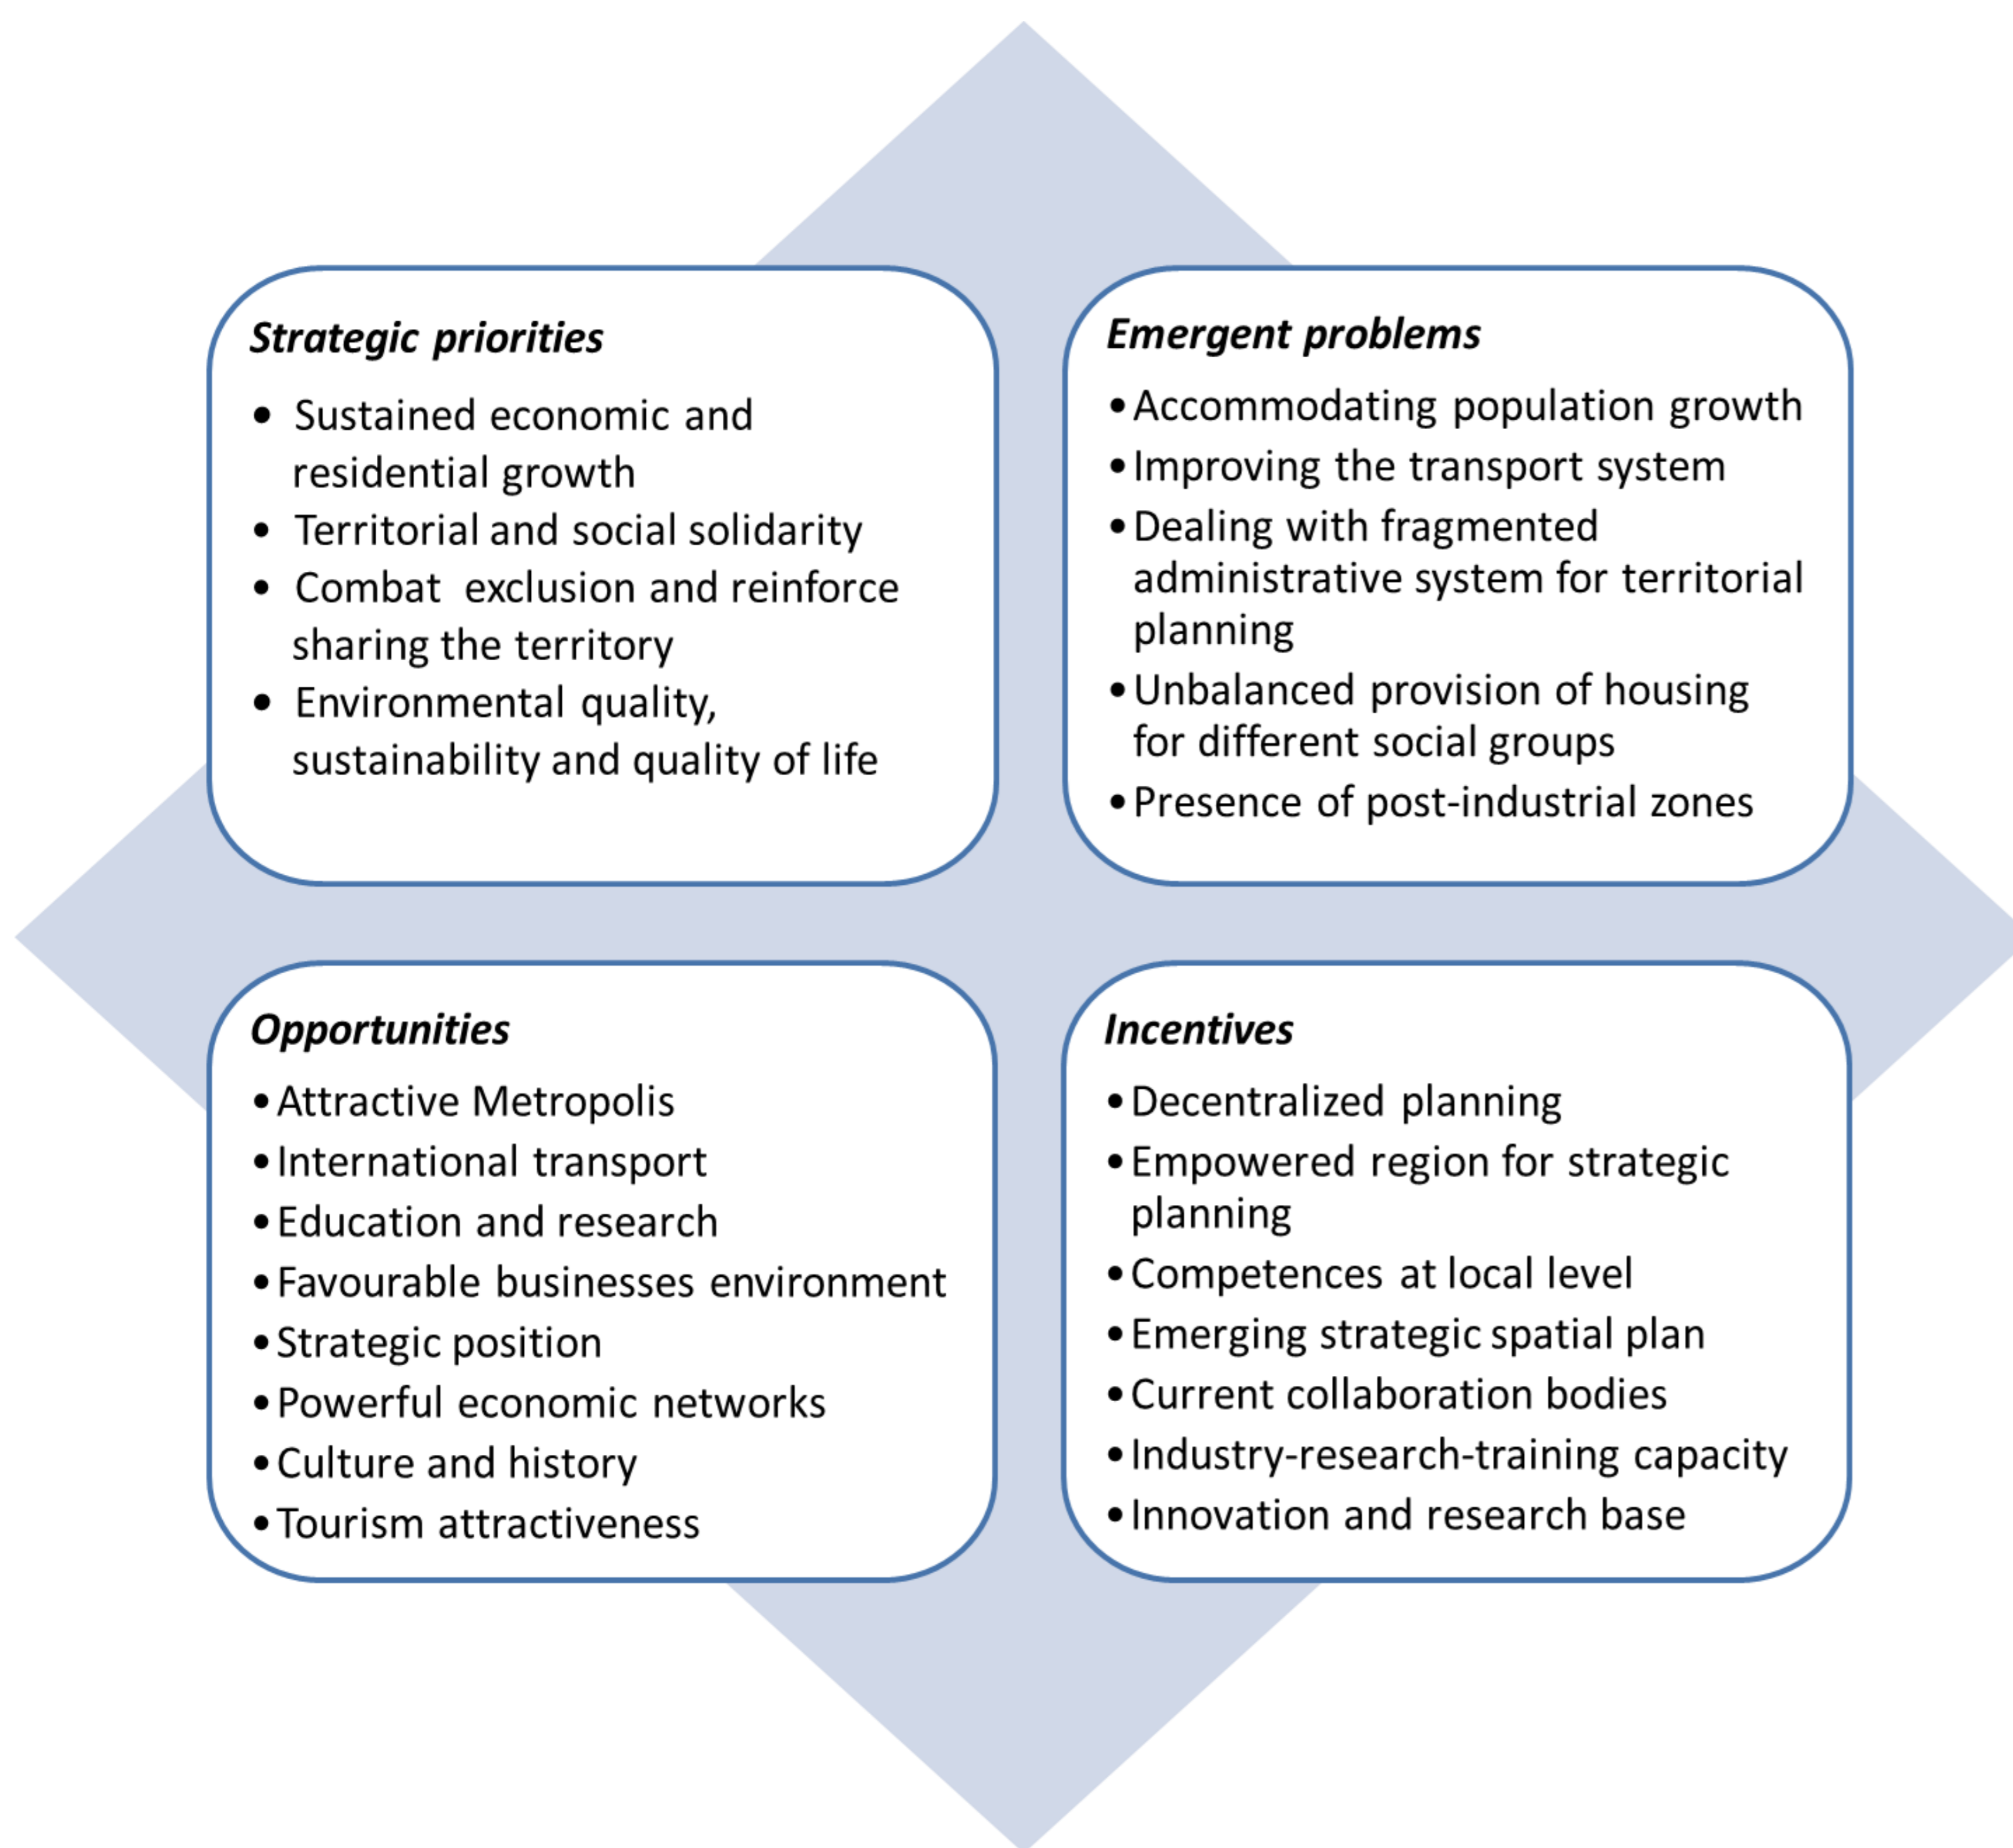 Strategic priorities
• Sustained economic and
residential growth
• Territorial and social solidarity
• Combat exclusion and reinforce
sharing the territory
• Environmental quality,
sustainability and quality of life
Emergent problems
•Accommodating population growth
•Improving the transport system
•Dealing with fragmented
administrative system for territorial
planning
•Unbalanced provision of housing
for different social groups
•Presence of post-industrial zones
Opportunities
•Attractive Metropolis
•International transport
•Education and research
•Favourable businesses environment
•Strategic position
•Powerful economic networks
•Culture and history
•Tourism attractiveness
Incentives
•Decentralized planning
•Empowered region for strategic
planning
•Competences at local level
•Emerging strategic spatial plan
•Current collaboration bodies
•Industry-research-training capacity
•Innovation and research base